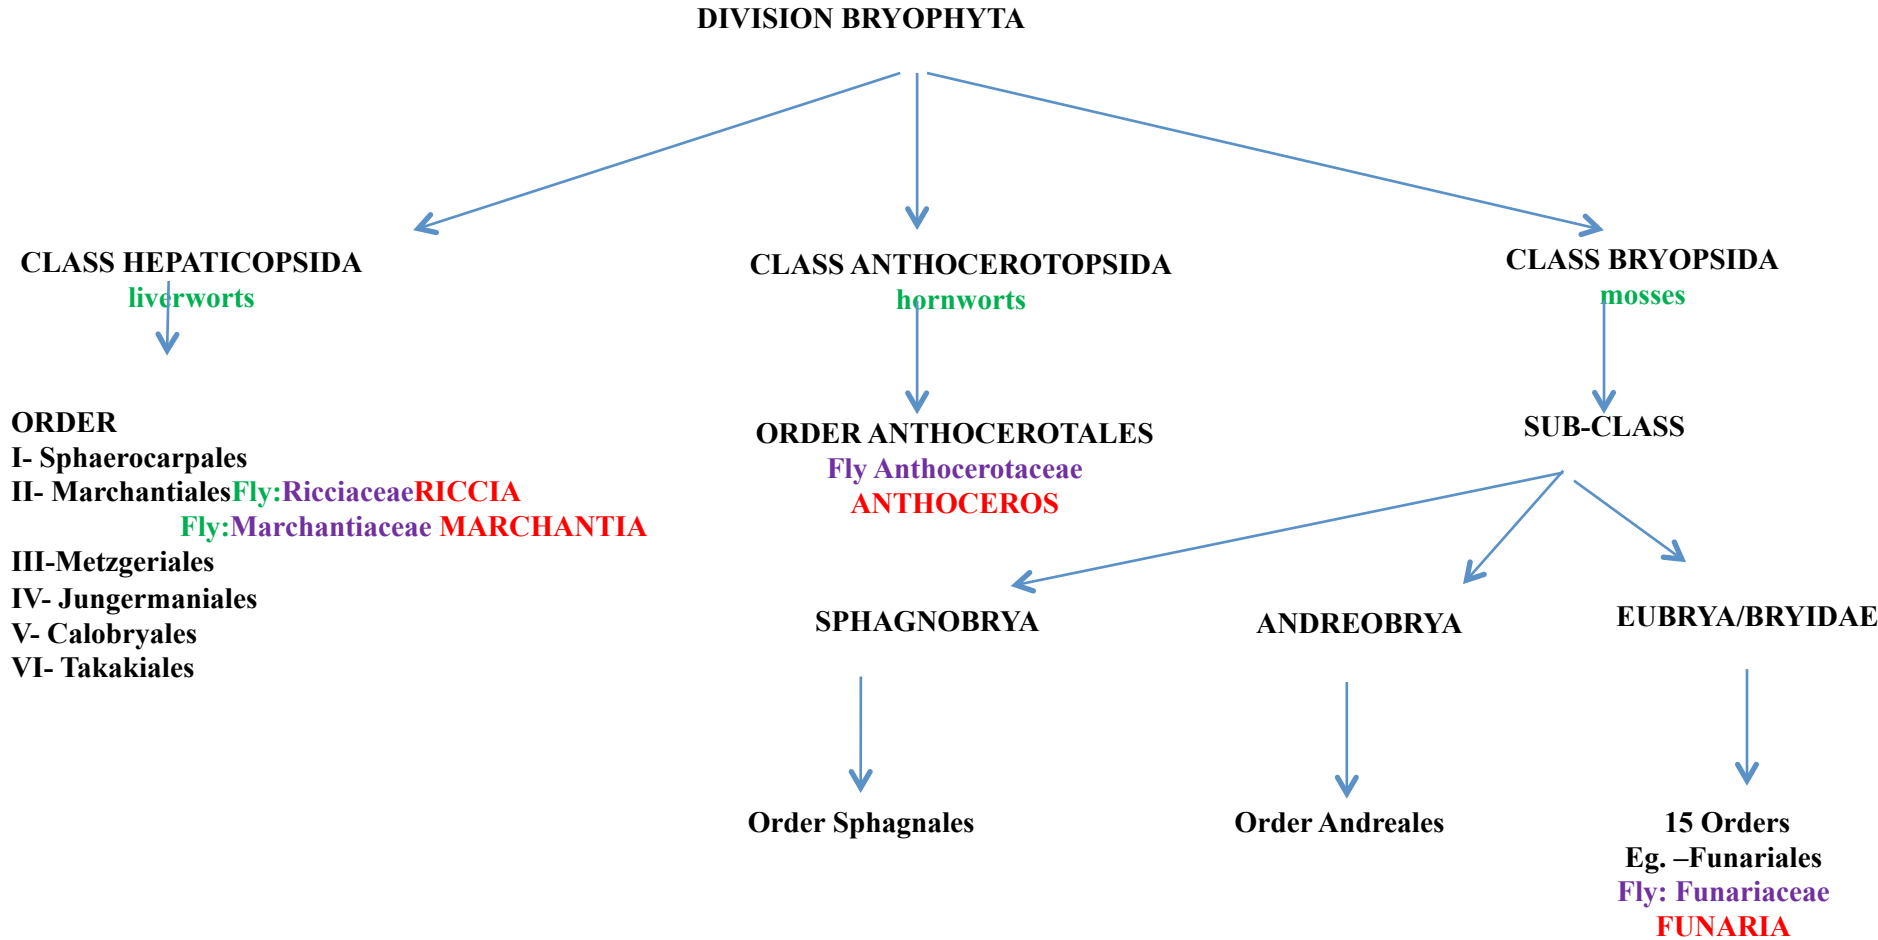 DIVISION BRYOPHYTA
CLASS HEPATICOPSIDA
liverworts
ORDER
I- Sphaerocarpales
II- MarchantialesFly:RicciaceaeRICCIA
Fly:Marchantiaceae MARCHANTIA
III-Metzgeriales
IV- Jungermaniales
V- Calobryales
VI- Takakiales
CLASS ANTHOCEROTOPSIDA
hornworts
ORDER ANTHOCEROTALES
Fly Anthocerotaceae
ANTHOCEROS
CLASS BRYOPSIDA
mosses
SUB-CLASS
SPHAGNOBRYA
Order Sphagnales
ANDREOBRYA
Order Andreales
EUBRYA/BRYIDAE
15 Orders
Eg. –Funariales
Fly: Funariaceae
FUNARIA